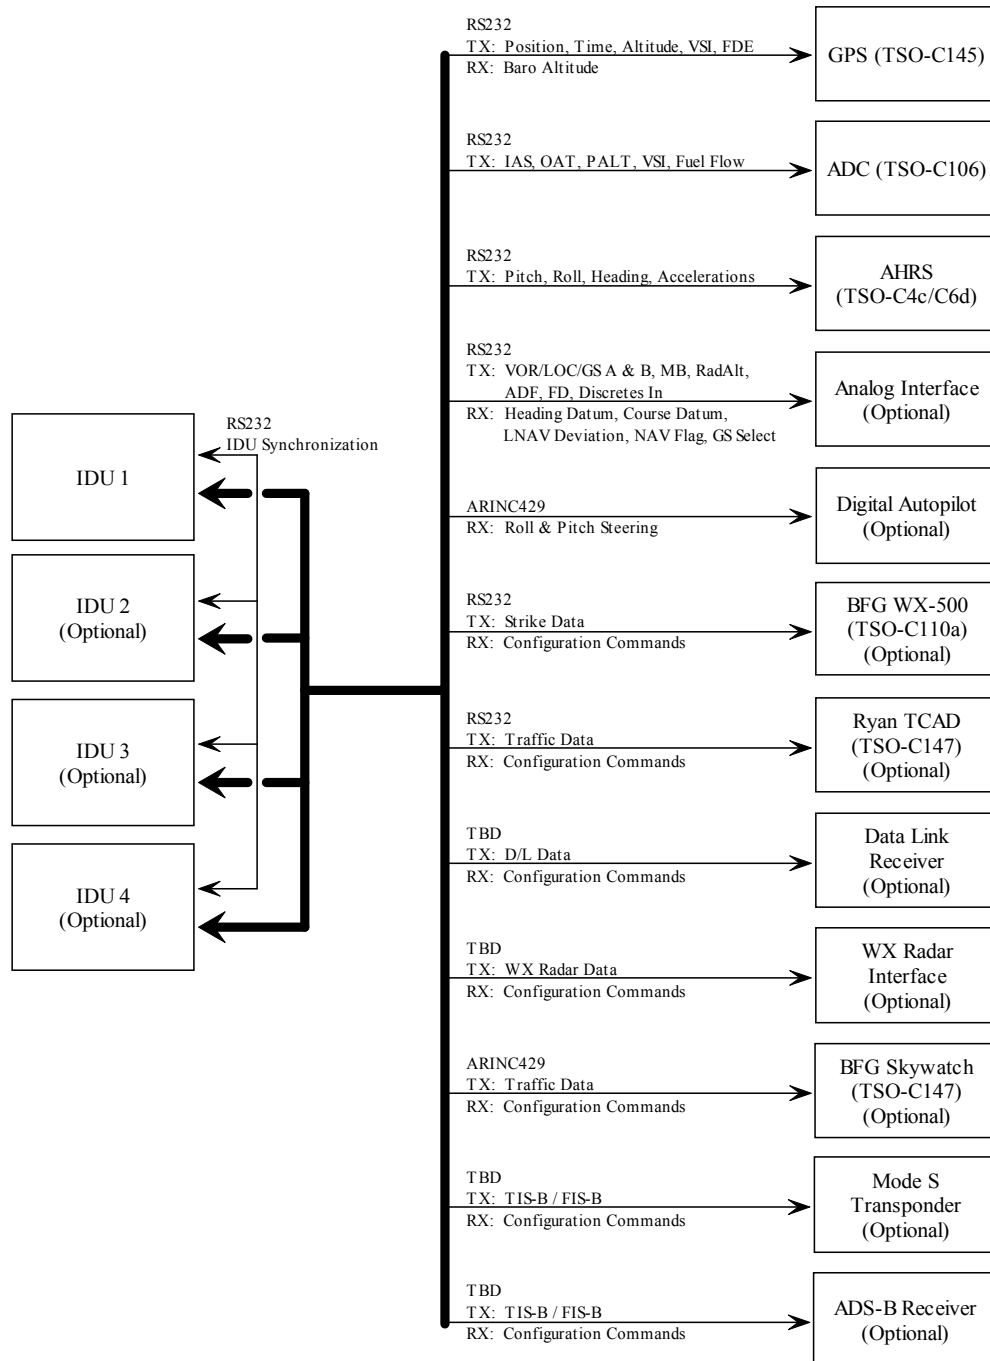 RS232
TX: Position, Time, Altitude, VSI, FDE
RX: Baro Altitude
GPS (TSO-C145)
RS232
TX: IAS, OAT, PALT, VSI, Fuel Flow
ADC (TSO-C106)
RS232
TX: Pitch, Roll, Heading, Accelerations
AHRS
(TSO-C4c/C6d)
RS232
TX: VOR/LOC/GS A & B, MB, RadAlt,
ADF, FD, Discretes In
RX: Heading Datum, Course Datum,
LNAV Deviation, NAV Flag, GS Select
Analog Interface
(Optional)
RS232
IDU Synchronization
IDU 1
IDU 2
(Optional)
IDU 3
(Optional)
IDU 4
(Optional)
ARINC429
RX: Roll & Pitch Steering
Digital Autopilot
(Optional)
RS232
TX: Strike Data
RX: Configuration Commands
BFG WX-500
(TSO-C110a)
(Optional)
RS232
TX: Traffic Data
RX: Configuration Commands
Ryan TCAD
(TSO-C147)
(Optional)
TBD
TX: D/L Data
RX: Configuration Commands
Data Link
Receiver
(Optional)
TBD
TX: WX Radar Data
RX: Configuration Commands
WX Radar
Interface
(Optional)
ARINC429
TX: Traffic Data
RX: Configuration Commands
BFG Skywatch
(TSO-C147)
(Optional)
TBD
TX: TIS-B / FIS-B
RX: Configuration Commands
Mode S
Transponder
(Optional)
TBD
TX: TIS-B / FIS-B
RX: Configuration Commands
ADS-B Receiver
(Optional)